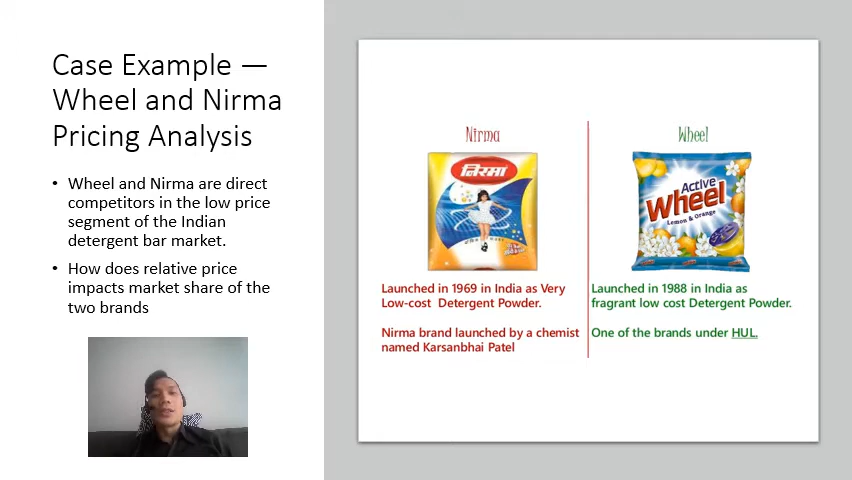 Case Example —
Wheel and Nirma
Pricing Analysis
• Wheel and Nirma are direct
competitors in the low price
segment of the Indian
detergent bar market.
• How does relative price
impacts market share of the
two brands
Nirma
निरमा
Launched in 1969 in India as Very
Low-cost Detergent Powder.
Nirma brand launched by a chemist
named Karsanbhai Patel
Wheel
Active
Wheel
Lemon & Orange
Launched in 1988 in India as
fragrant low cost Detergent Powder.
One of the brands under HUL.